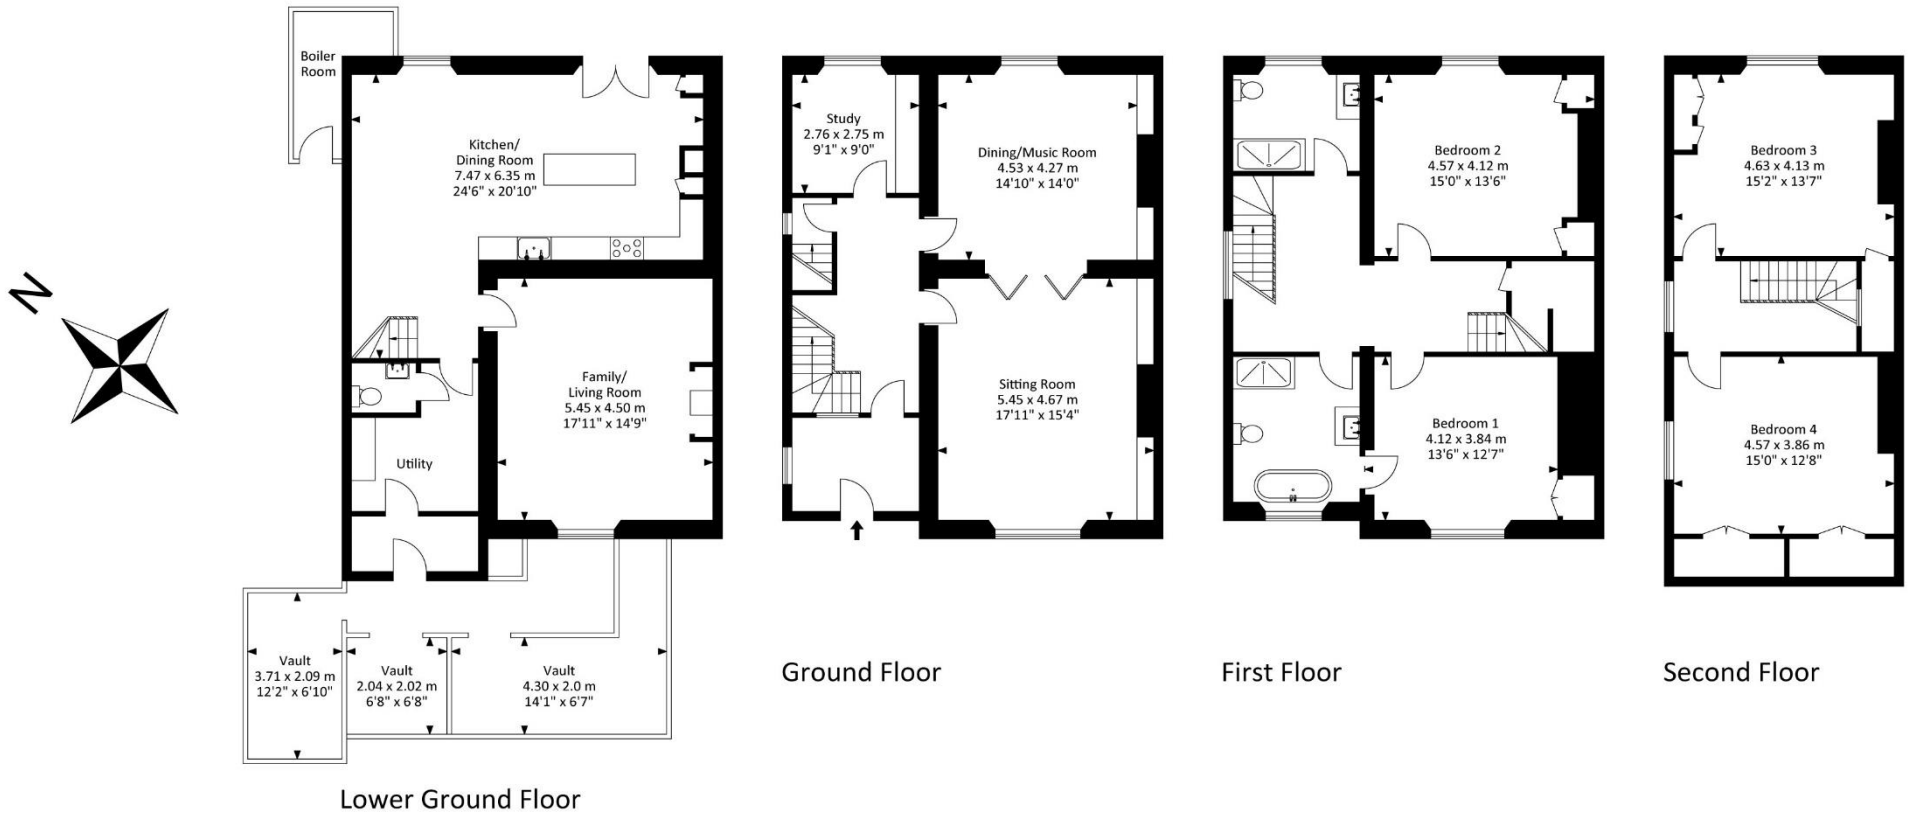 Boiler
Room
Kitchen/
Dining Room
7.47 x 6.35 m
24'6" x 20'10"
N
Family/
Living Room
5.45 x 4.50 m
17'11" x 14'9"
Utility
Vault
3.71 x 2.09 m
12'2" x 6'10"
Vault
2.04 x 2.02 m
6'8" x 6'8"
Vault
4.30 x 2.0 m
14'1" x 6'7"
Lower Ground Floor
Study
2.76 x 2.75 m
9'1" x 9'0"
Dining/Music Room
4.53 x 4.27 m
14'10" x 14'0"
Sitting Room
5.45 x 4.67 m
17'11" x 15'4"
Ground Floor
Bedroom 2
4.57 x 4.12 m
15'0" x 13'6"
Bedroom 1
4.12 x 3.84 m
13'6" x 12'7"
First Floor
Bedroom 3
4.63 x 4.13 m
15'2" x 13'7"
Bedroom 4
4.57 x 3.86 m
15'0" x 12'8"
Second Floor